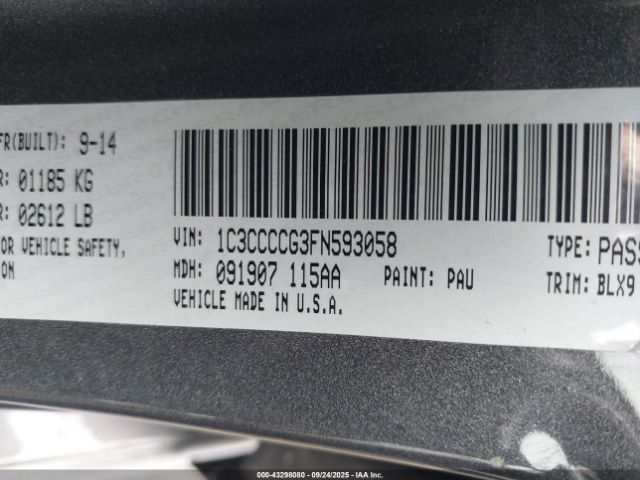 FR(BUILT): 9-14
R: 01185 KG
R: 02612 LB
OR VEHICLE SAFETY,
ON
VIN: 1C3CCCCG3FN593058
TYPE: PASS
MDH: 091907 115AA
PAINT: PAU
TRIM: BLX9
VEHICLE MADE IN U.S.A.
000-43298080 - 09/24/2025 - IAA Inc.